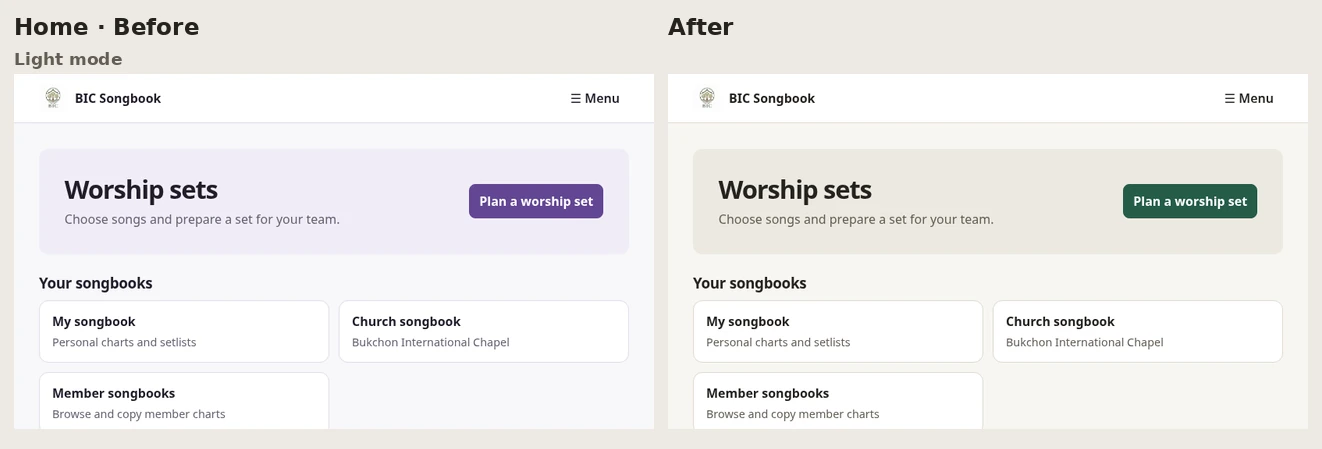 Home · Before
Light mode
BIC Songbook
☰ Menu
Worship sets
Choose songs and prepare a set for your team.
Plan a worship set
Your songbooks
My songbook
Personal charts and setlists
Church songbook
Bukchon International Chapel
Member songbooks
Browse and copy member charts
After
BIC Songbook
☰ Menu
Worship sets
Choose songs and prepare a set for your team.
Plan a worship set
Your songbooks
My songbook
Personal charts and setlists
Church songbook
Bukchon International Chapel
Member songbooks
Browse and copy member charts